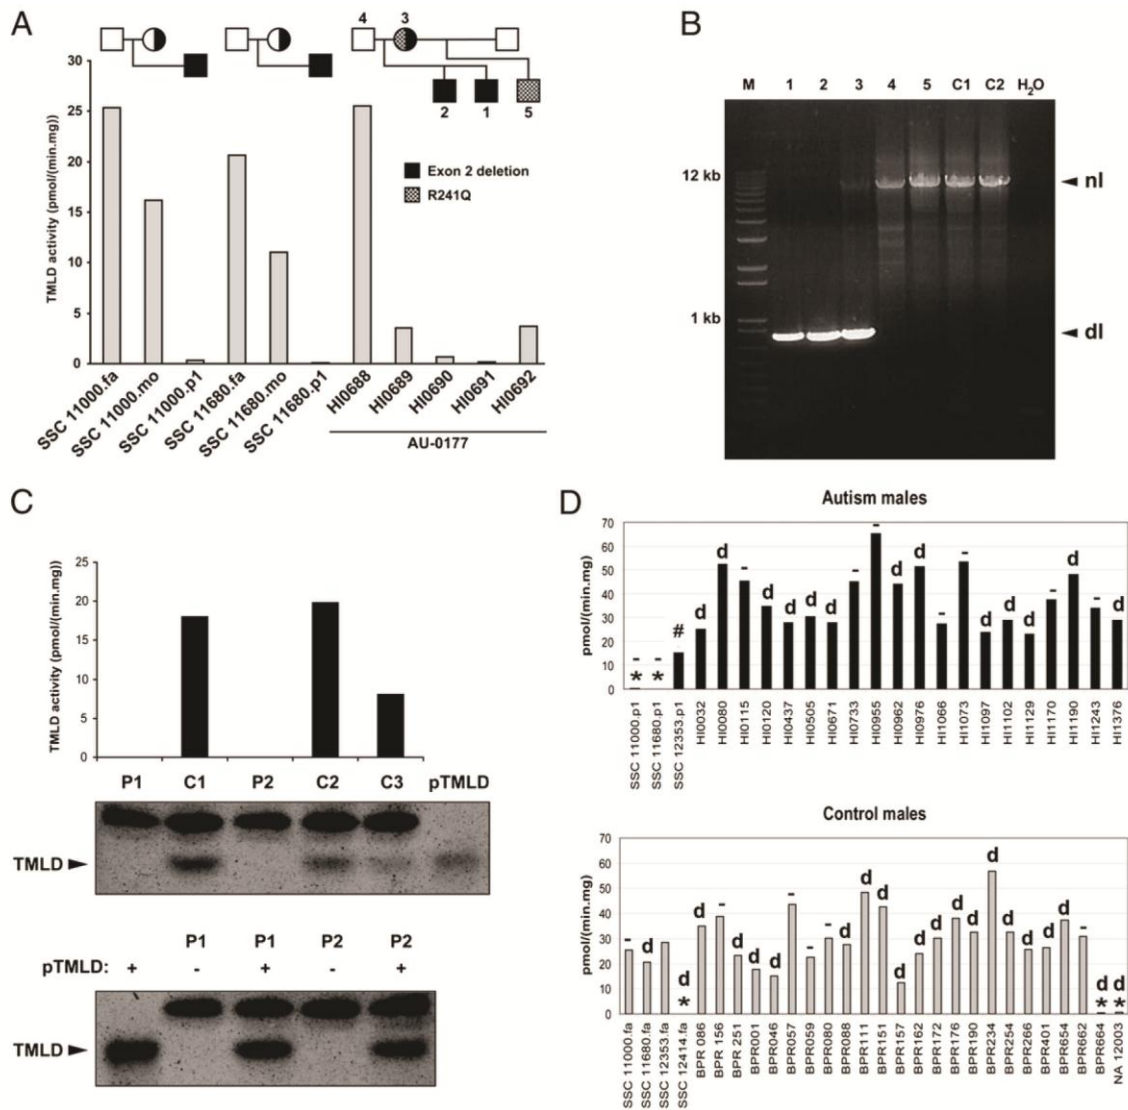 A
4 3
2 1 5
30
25
20
15
10
5
0
TMLD activity (pmol/(min.mg))
Exon 2 deletion
R241Q
SSC 11000.fa
SSC 11000.mo
SSC 11000.p1
SSC 11680.fa
SSC 11680.mo
SSC 11680.p1
HI0688
HI0689
HI0690
HI0691
HI0692
AU-0177
B
M 1 2 3 4 5 C1 C2 H2O
12 kb
nl
1 kb
dl
C
25
20
15
10
5
0
TMLD activity (pmol/(min.mg))
P1 C1 P2 C2 C3 pTMLD
TMLD
P1 P1 P2 P2
pTMLD: + - + - +
TMLD
D
Autism males
70
60
50
40
30
20
10
0
pmol/(min.mg)
- - # d d - d d d d - - d d - - d d d - d - d
* *
SSC 11000.p1
SSC 11680.p1
SSC 12353.p1
HI0032
HI0080
HI0115
HI0120
HI0437
HI0505
HI0671
HI0733
HI0955
HI0962
HI0976
HI1066
HI1073
HI1097
HI1102
HI1129
HI1170
HI1190
HI1243
HI1376
Control males
70
60
50
40
30
20
10
0
pmol/(min.mg)
- d d d - d d d - - - d d d d d d d d d d d d d - d d
* * *
SSC 11000.fa
SSC 11680.fa
SSC 12353.fa
SSC 12414.fa
BPR 086
BPR 156
BPR 251
BPR001
BPR046
BPR057
BPR059
BPR080
BPR088
BPR111
BPR151
BPR157
BPR162
BPR172
BPR176
BPR190
BPR234
BPR254
BPR266
BPR401
BPR654
BPR662
BPR664
NA 12003